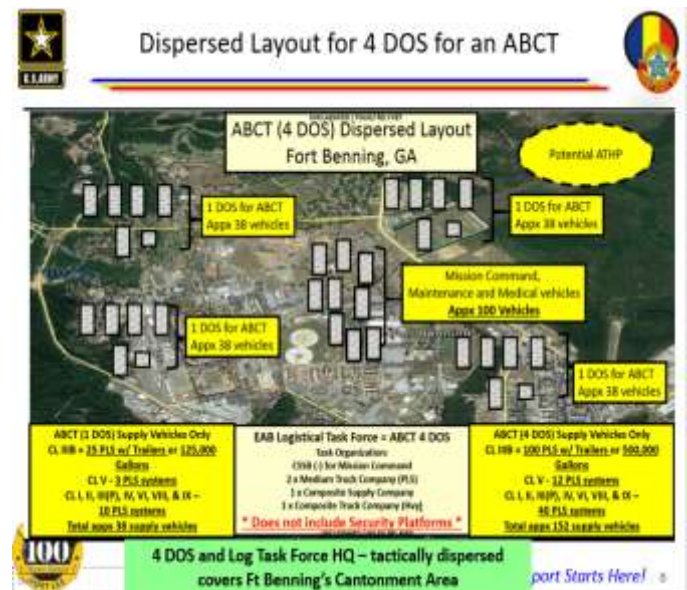 U.S. ARMY
Dispersed Layout for 4 DOS for an ABCT
ABCT (4 DOS) Dispersed Layout
Fort Benning, GA
Potential ATHP
1 DOS for ABCT
Appx 38 vehicles
1 DOS for ABCT
Appx 38 vehicles
Mission Command,
Maintenance and Medical vehicles
Appx 100 Vehicles
1 DOS for ABCT
Appx 38 vehicles
1 DOS for ABCT
Appx 38 vehicles
ABCT (1 DOS) Supply Vehicles Only
CL IIIB = 25 PLS w/ Trailers or 125,000
Gallons
CL V - 3 PLS systems
CL I, II, III(P), IV, VI, VIII, & IX –
10 PLS systems
Total appx 38 supply vehicles
EAB Logistical Task Force = ABCT 4 DOS
Task Organization:
CSSB (-) for Mission Command
2 x Medium Truck Company (PLS)
1 x Composite Supply Company
1 x Composite Truck Company (Hvy)
* Does not include Security Platforms *
ABCT (4 DOS) Supply Vehicles Only
CL IIIB = 100 PLS w/ Trailers or 500,000
Gallons
CL V - 12 PLS systems
CL I, II, III(P), IV, VI, VIII, & IX –
40 PLS systems
Total appx 152 supply vehicles
100
4 DOS and Log Task Force HQ – tactically dispersed
covers Ft Benning's Cantonment Area
port Starts Here!